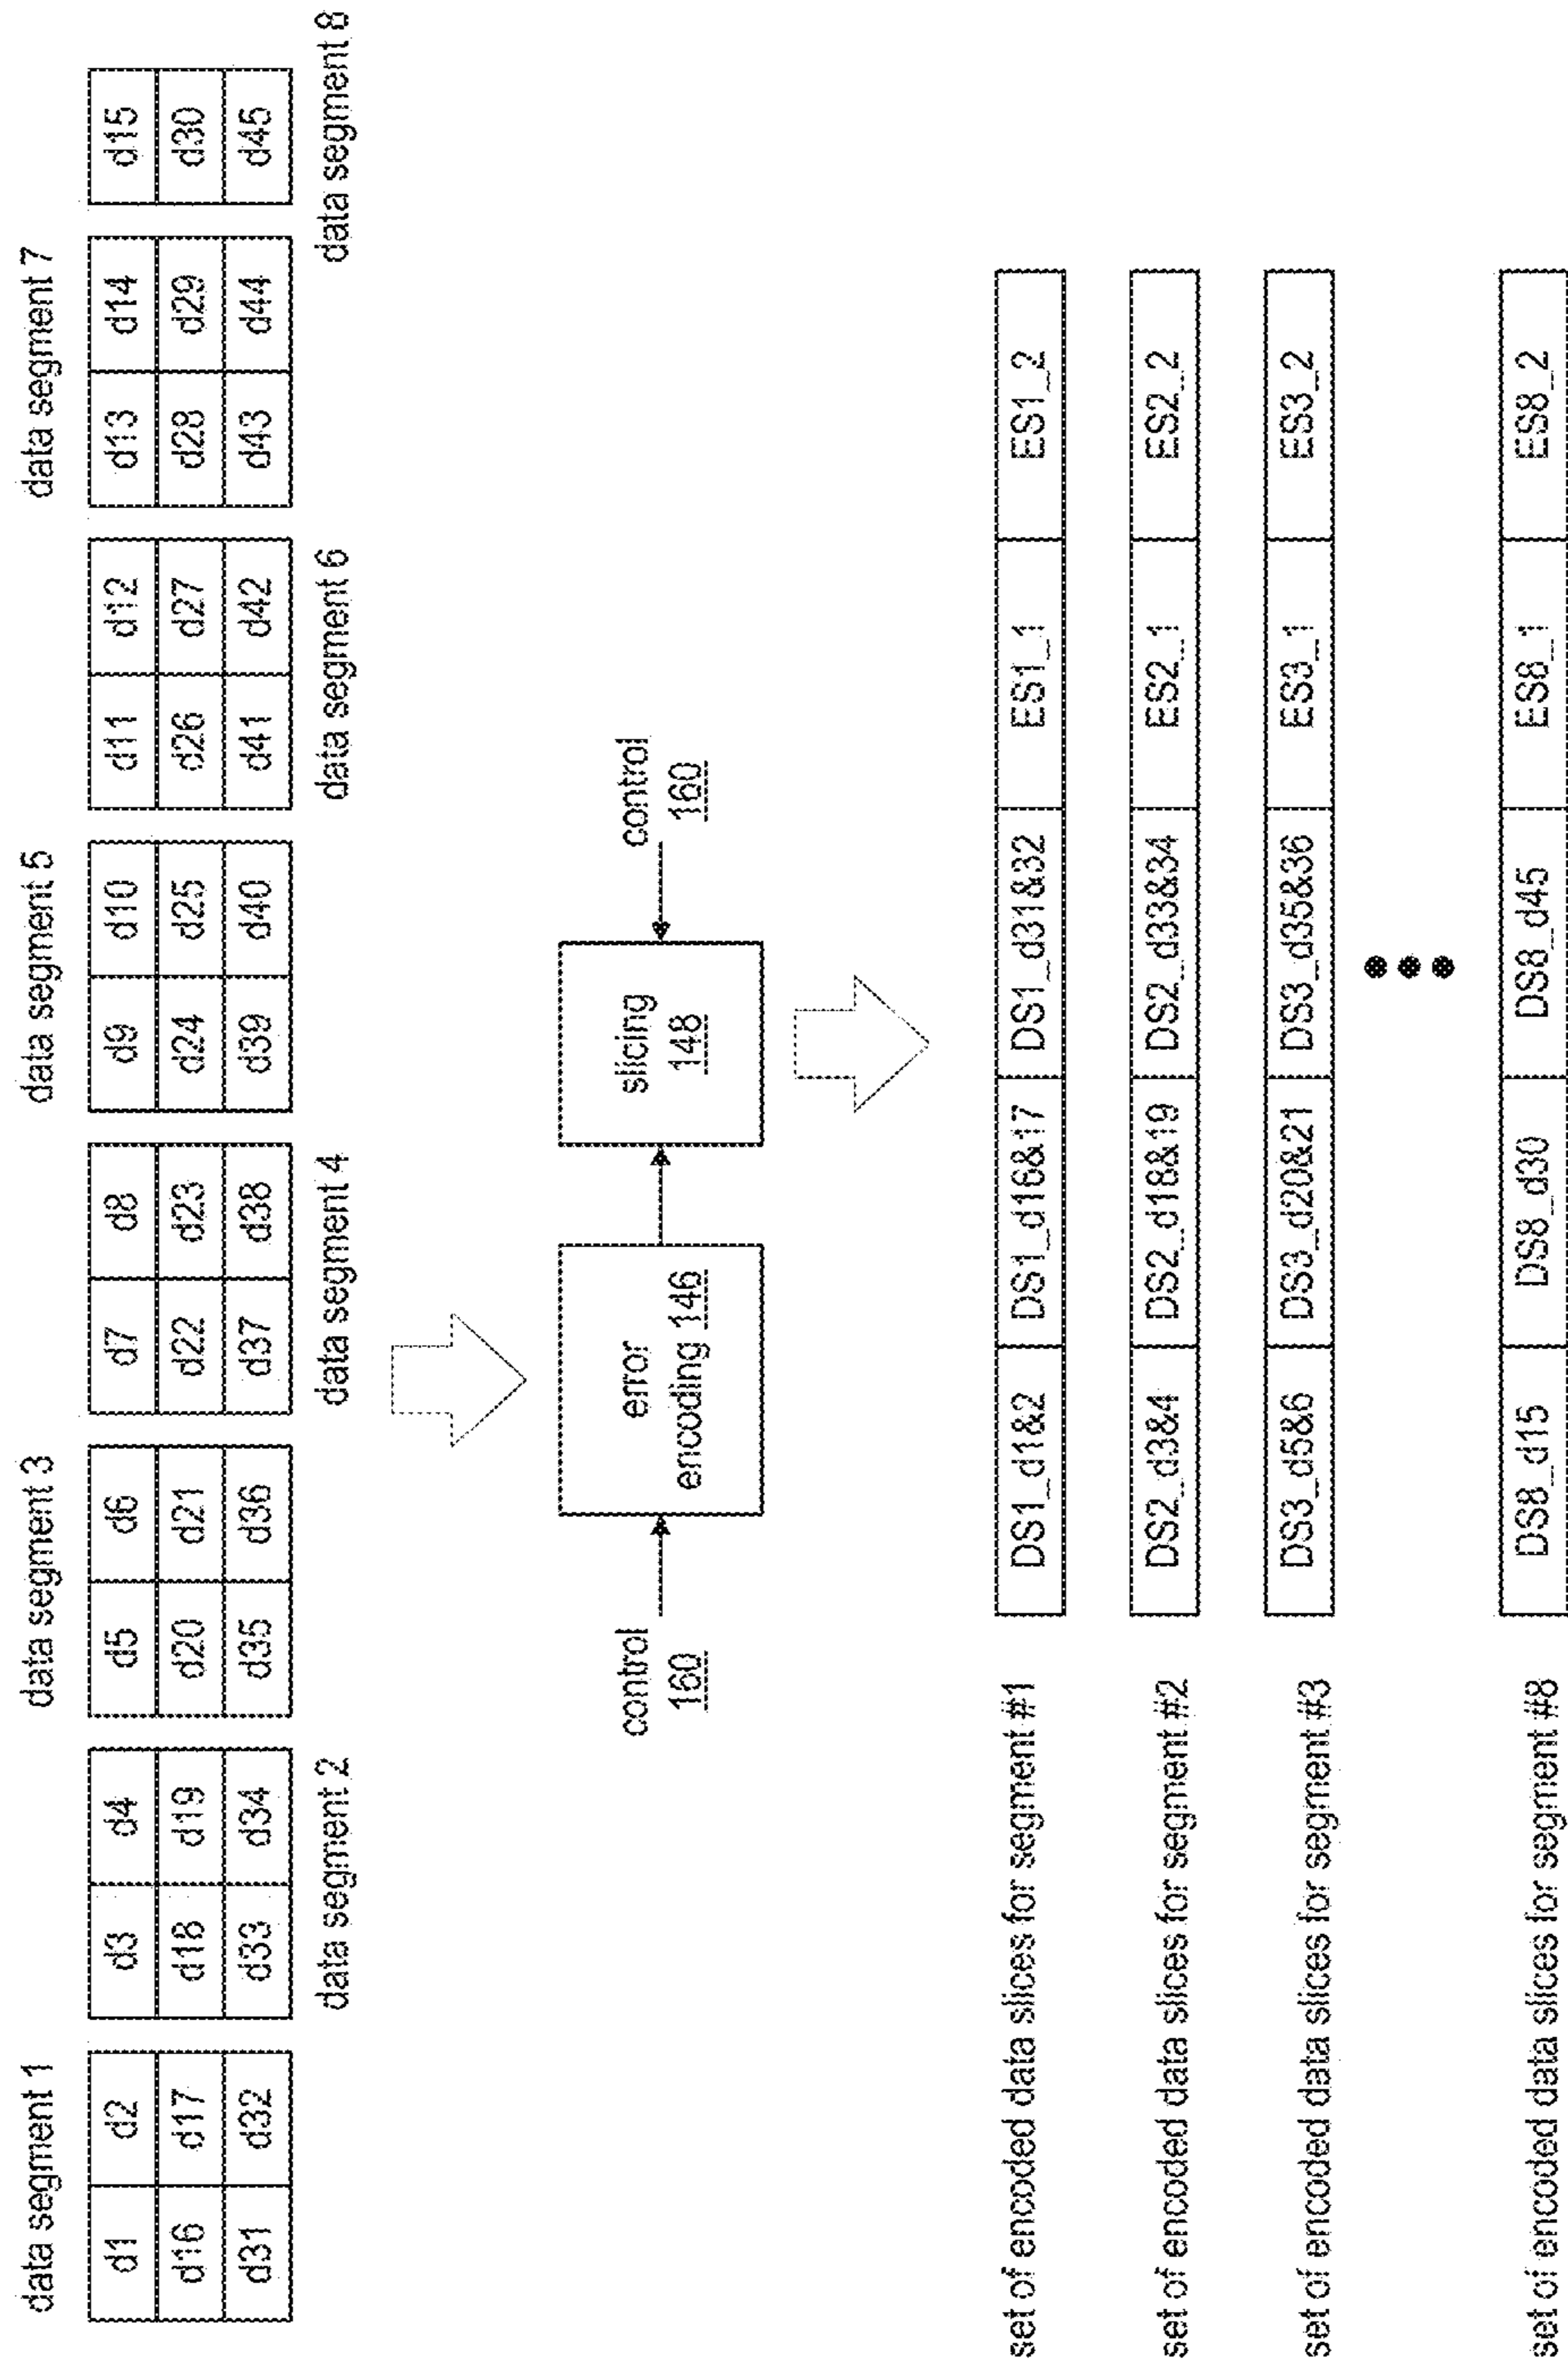 data segment 1
data segment 3
data segment 5
data segment 7
d1 d2 d3 d4 d5 d6 d7 d8 d9 d10 d11 d12 d13 d14 d15
d16 d17 d18 d19 d20 d21 d22 d23 d24 d25 d26 d27 d28 d29 d30
d31 d32 d33 d34 d35 d36 d37 d38 d39 d40 d41 d42 d43 d44 d45
data segment 2
data segment 4
data segment 6
data segment 8
control
160
error
encoding 146
slicing
148
control
160
set of encoded data slices for segment #1
DS1_d1&2 DS1_d16&17 DS1_d31&32 ES1_1 ES1_2
set of encoded data slices for segment #2
DS2_d3&4 DS2_d18&19 DS2_d33&34 ES2_1 ES2_2
set of encoded data slices for segment #3
DS3_d5&6 DS3_d20&21 DS3_d35&36 ES3_1 ES3_2
set of encoded data slices for segment #8
DS8_d15 DS8_d30 DS8_d45 ES8_1 ES8_2